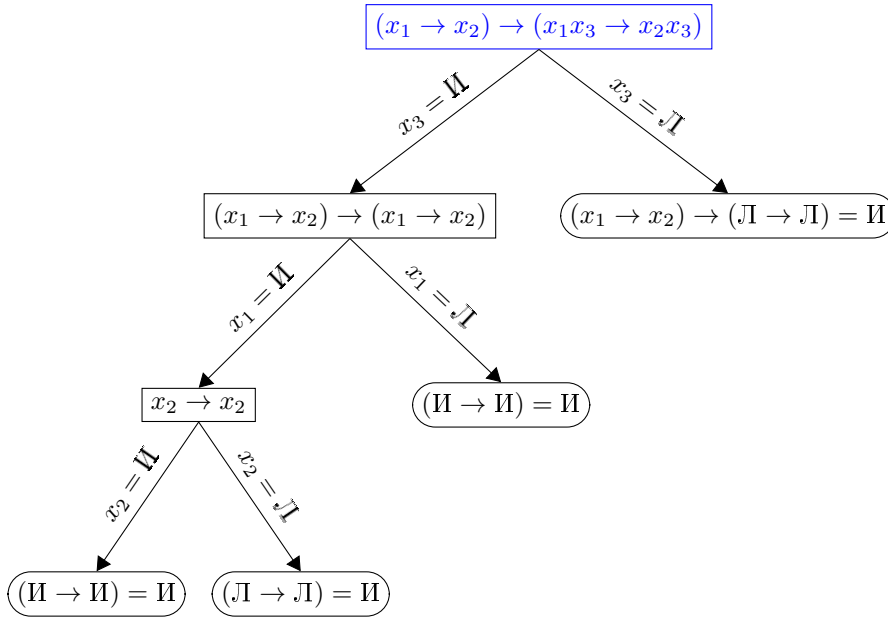 (x₁ → x₂) → (x₁x₃ → x₂x₃)
x₃ = И
x₃ = Л
(x₁ → x₂) → (x₁ → x₂)
(x₁ → x₂) → (Л → Л) = И
x₁ = И
x₁ = Л
x₂ → x₂
(И → И) = И
x₂ = И
x₂ = Л
(И → И) = И
(Л → Л) = И